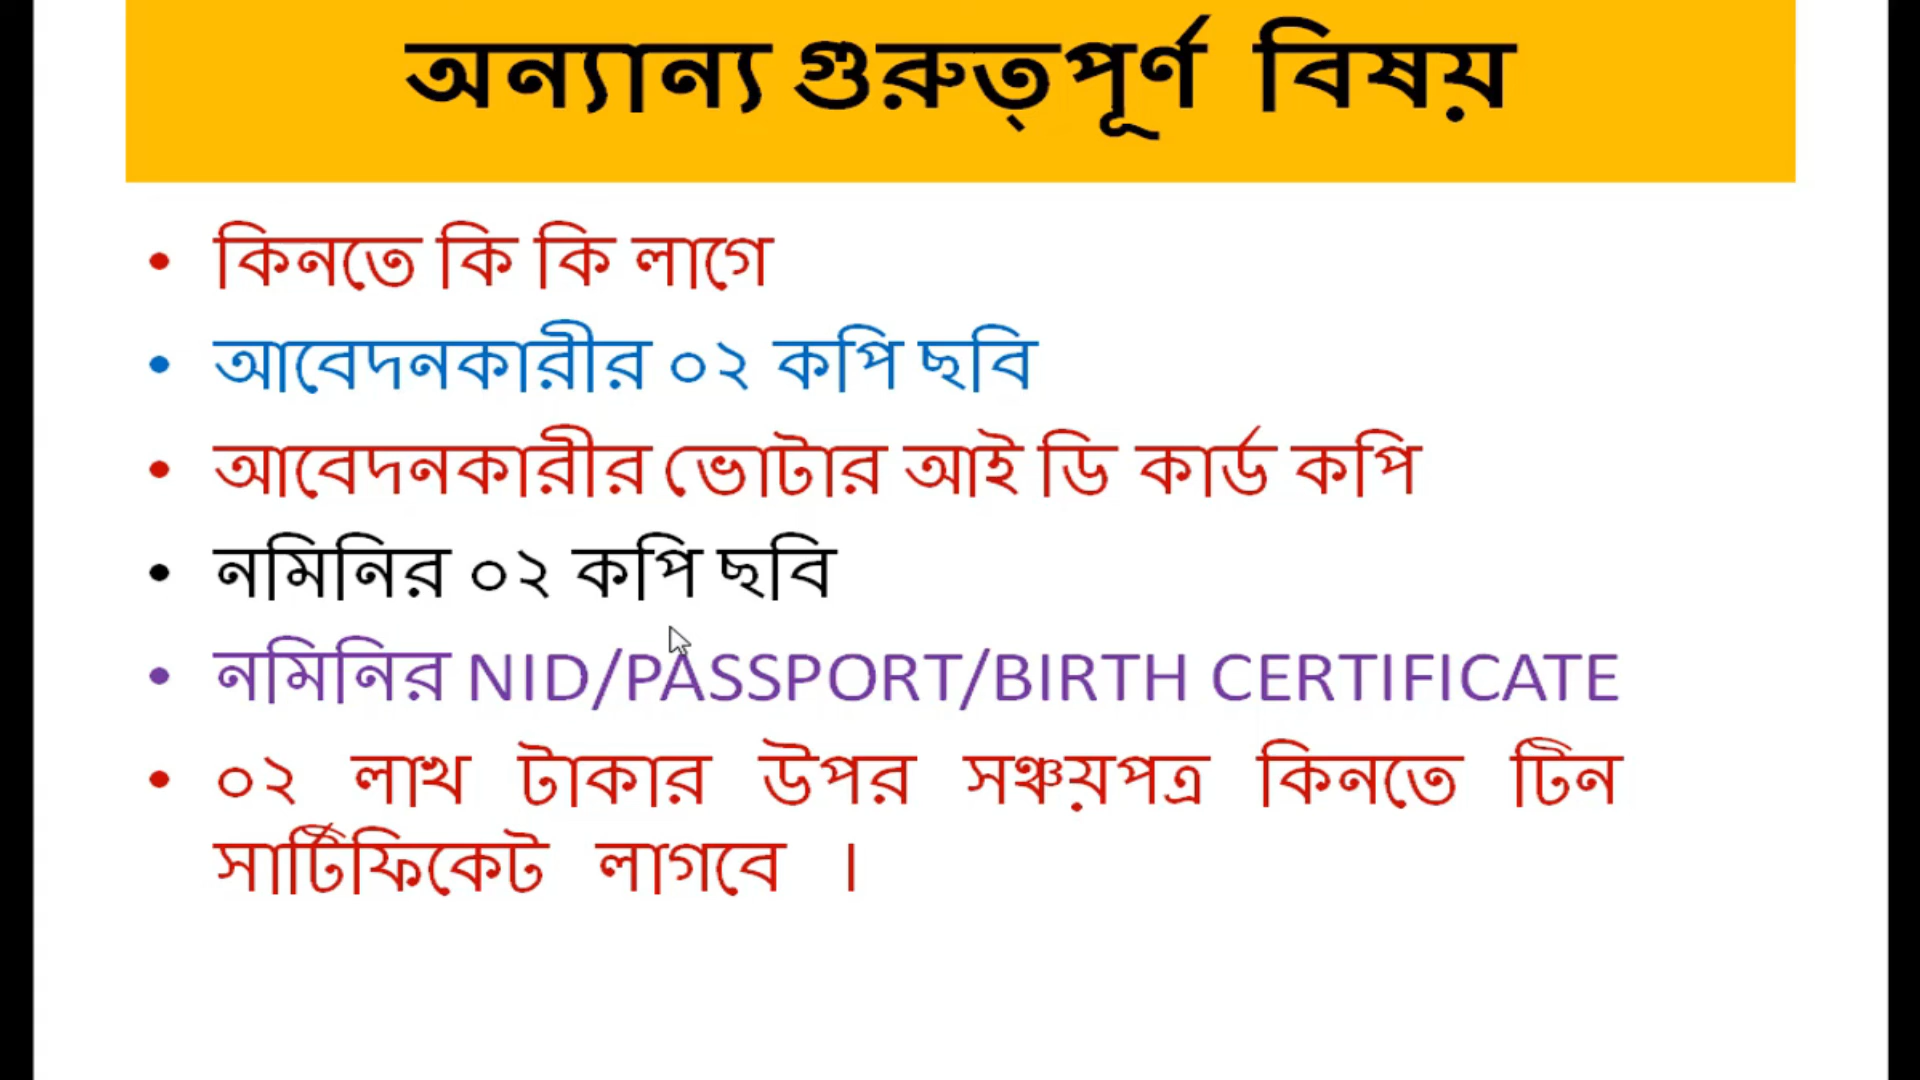 অন্যান্য গুরুত্পূর্ণ বিষয়
কিনতে কি কি লাগে
আবেদনকারীর ০২ কপি ছবি
আবেদনকারীর ভোটার আই ডি কার্ড কপি
নমিনির ০২ কপি ছবি
নমিনির NID/PASSPORT/BIRTH CERTIFICATE
০২ লাখ টাকার উপর সঞ্চয়পত্র কিনতে টিন
সার্টিফিকেট লাগবে ।